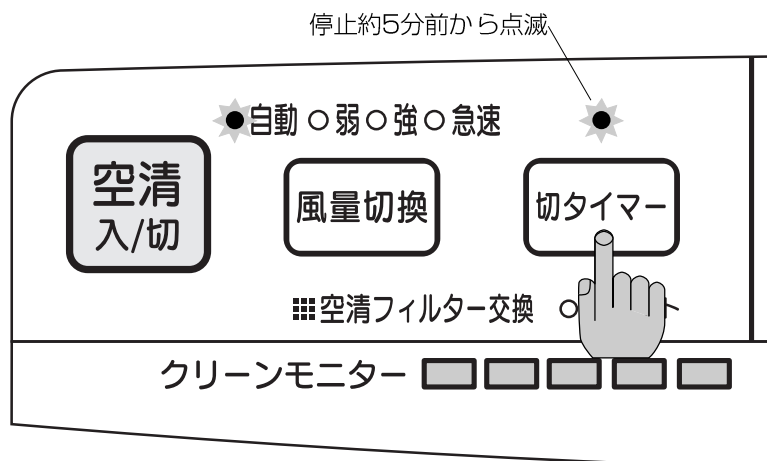 停止約5分前から点滅
自動 弱 強 急速
空清
入/切
風量切換
切タイマー
空清フィルター交換
クリーンモニター